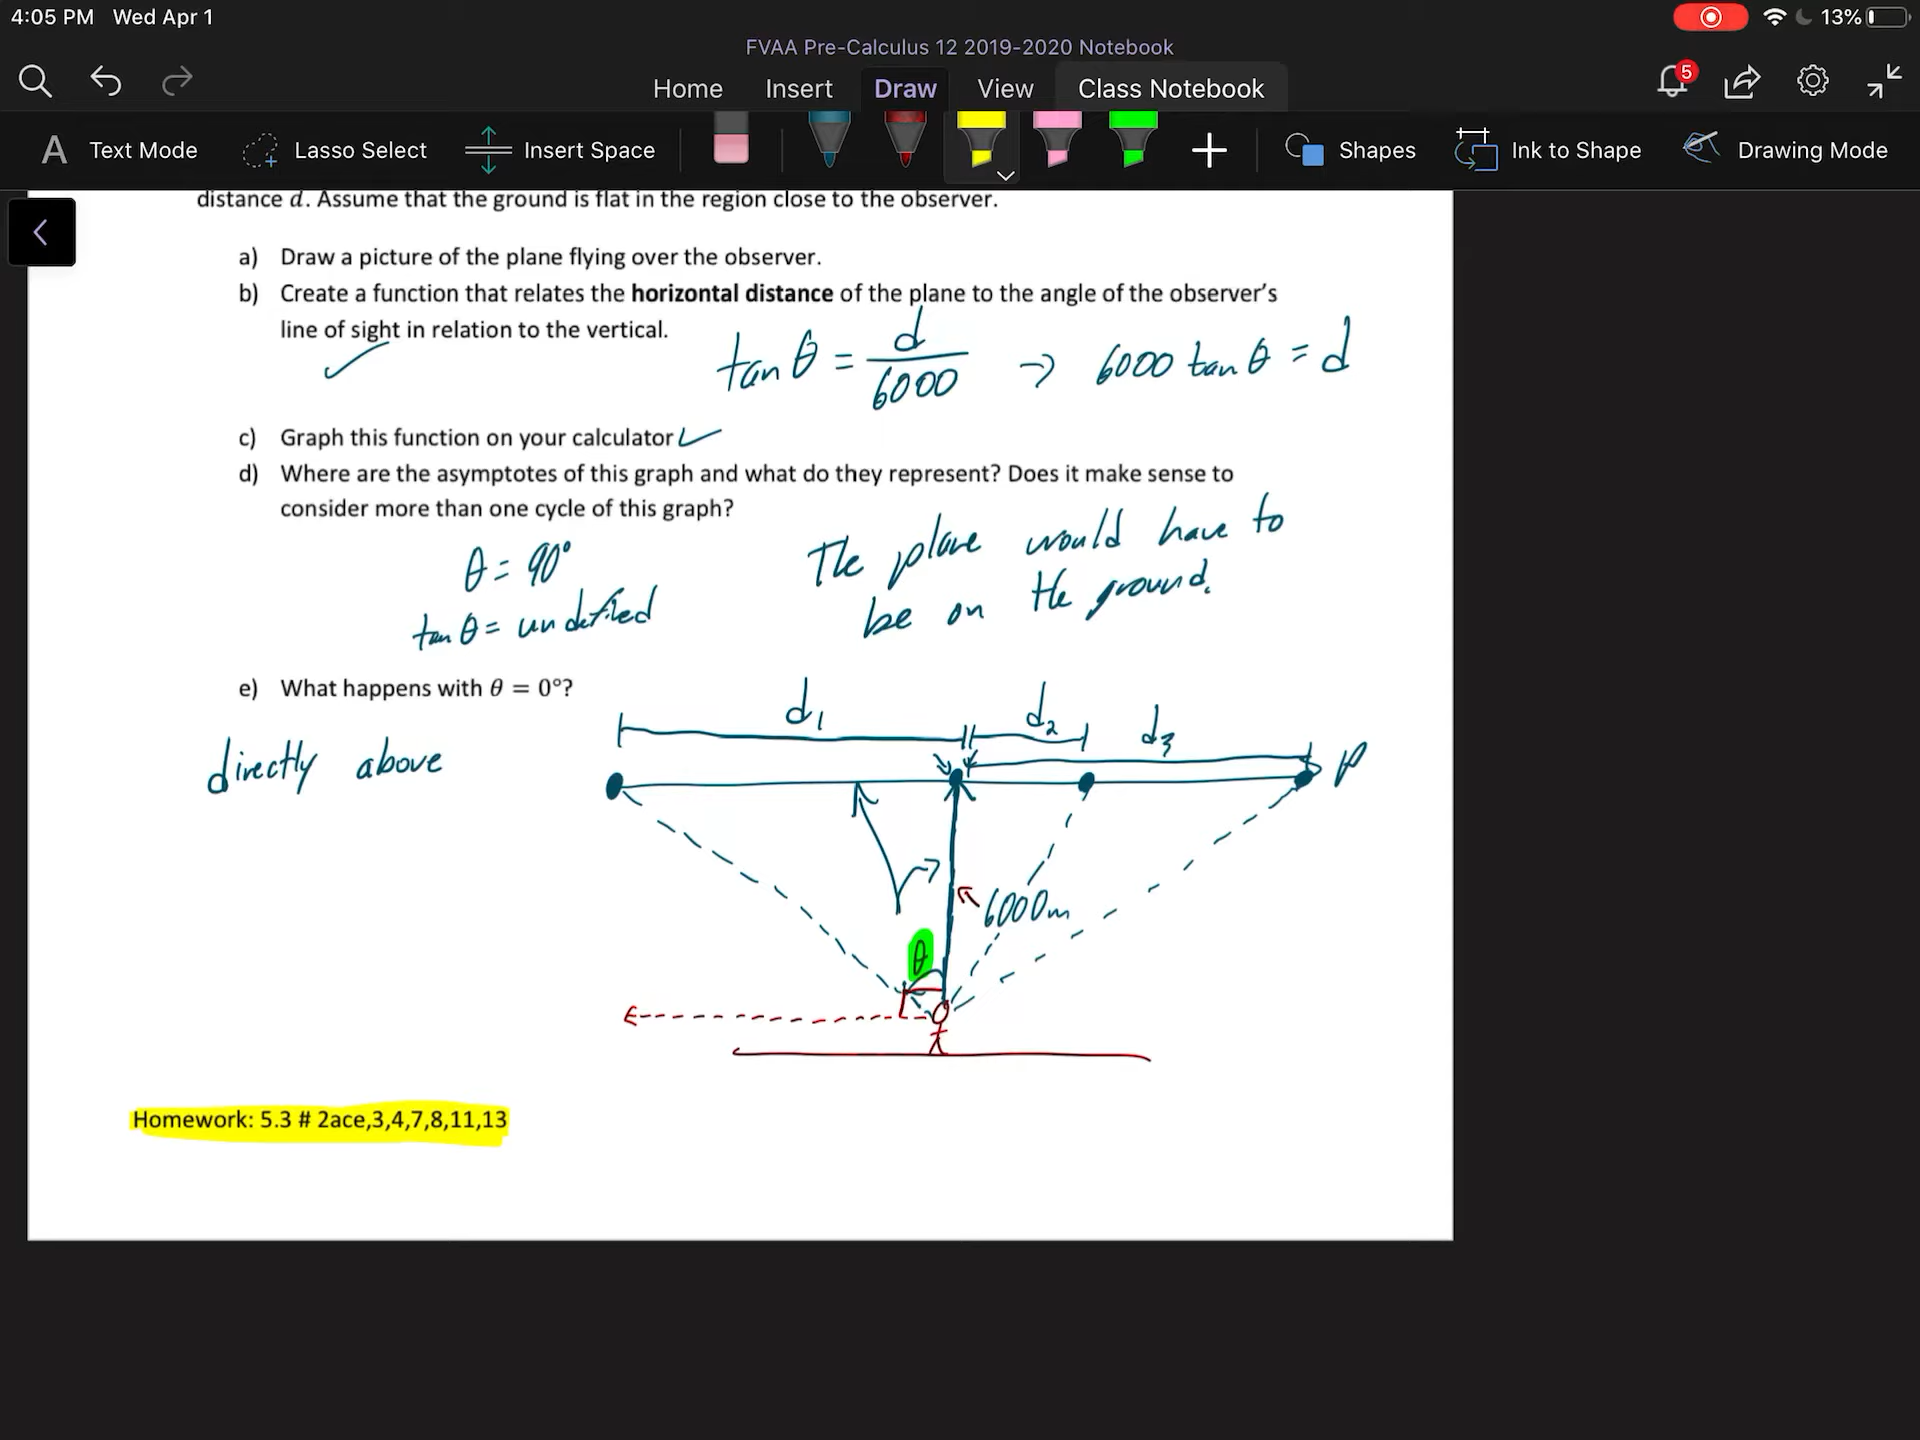 4:05 PM Wed Apr 1
13%
FVAA Pre-Calculus 12 2019-2020 Notebook
Home Insert Draw View Class Notebook
5
A Text Mode Lasso Select Insert Space Shapes Ink to Shape Drawing Mode
distance d. Assume that the ground is flat in the region close to the observer.
a) Draw a picture of the plane flying over the observer.
b) Create a function that relates the horizontal distance of the plane to the angle of the observer's
line of sight in relation to the vertical.
tan θ = d/6000 → 6000 tan θ = d
c) Graph this function on your calculator
d) Where are the asymptotes of this graph and what do they represent? Does it make sense to
consider more than one cycle of this graph?
θ = 90°
tan θ = undefined
The plane would have to
be on the ground.
e) What happens with θ = 0°?
directly above
d₁ d₂ d₃
P
6000m
θ
Homework: 5.3 # 2ace,3,4,7,8,11,13